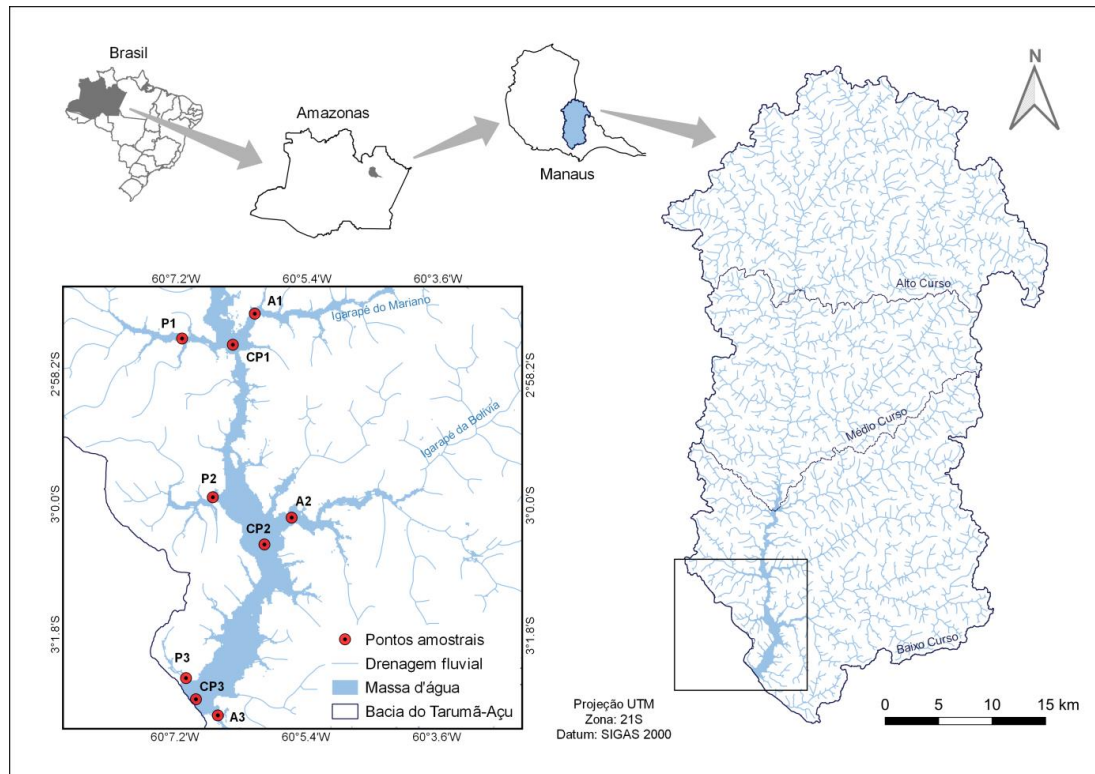 Brasil
Amazonas
Manaus
N
Alto Curso
Médio Curso
Baixo Curso
60°7.2'W
60°5.4'W
60°3.6'W
A1
Igarapé do Mariano
P1
CP1
2°58.2'S
2°58.2'S
Igarapé da Bolívia
P2
A2
3°0.0'S
3°0.0'S
CP2
3°1.8'S
3°1.8'S
P3
CP3
A3
Pontos amostrais
Drenagem fluvial
Massa d'água
Bacia do Tarumã-Açu
60°7.2'W
60°5.4'W
60°3.6'W
Projeção UTM
Zona: 21S
Datum: SIGAS 2000
0 5 10 15 km